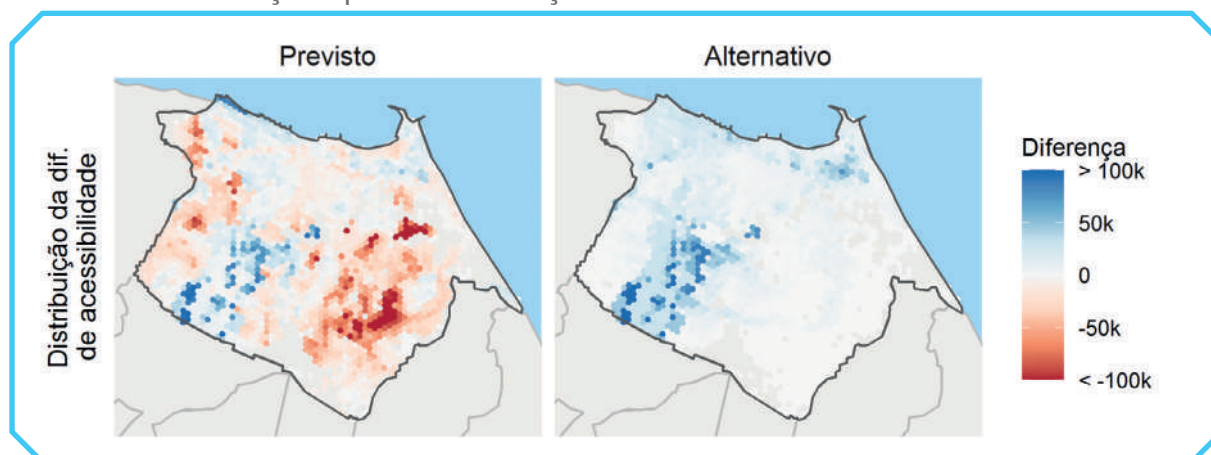 Previsto
Alternativo
Distribuição da dif.
de acessibilidade
Diferença
> 100k
50k
0
-50k
< -100k